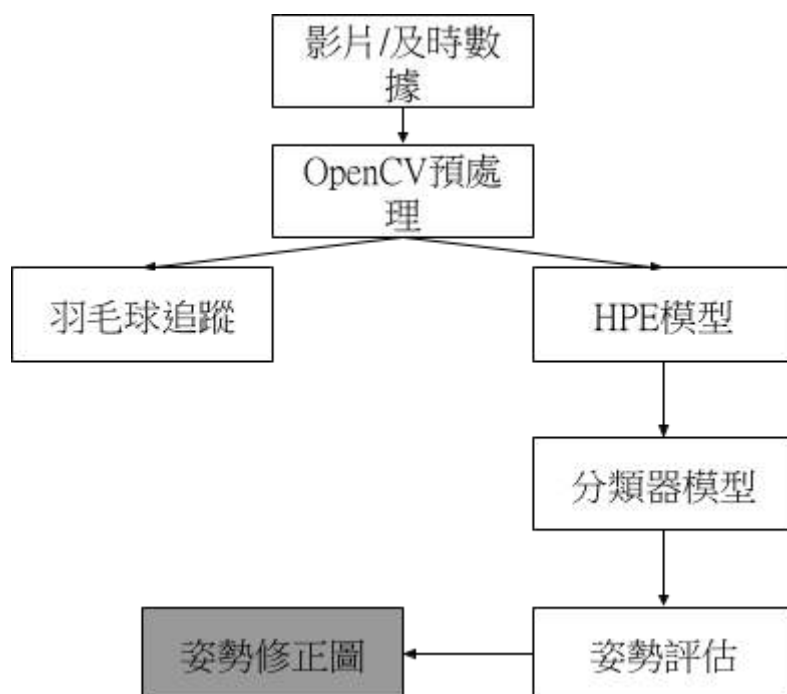 影片/及時數
據
OpenCV預處
理
羽毛球追蹤
HPE模型
分類器模型
姿勢修正圖
姿勢評估